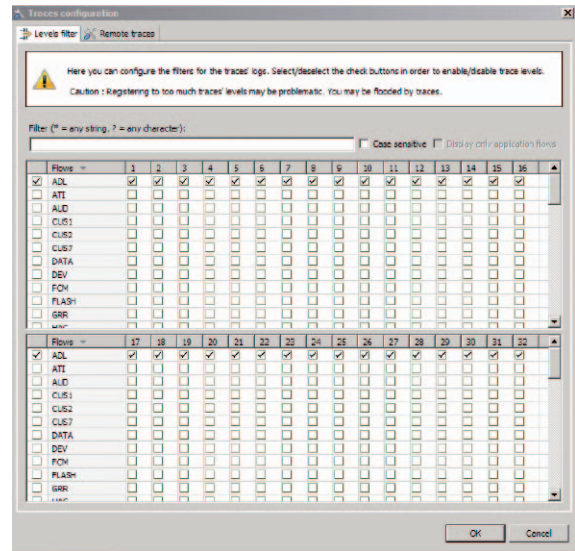 Traces configuration
Levels filter Remote traces
Here you can configure the filters for the traces' logs. Select/deselect the check buttons in order to enable/disable trace levels.
Caution : Registering to too much traces' levels may be problematic. You may be flooded by traces.
Filter (* = any string, ? = any character):
Case sensitive Display only application flows
Flows 1 2 3 4 5 6 7 8 9 10 11 12 13 14 15 16
ADL
ATI
AUD
CUS1
CUS2
CUS7
DATA
DEV
FCM
FLASH
GRR
Flows 17 18 19 20 21 22 23 24 25 26 27 28 29 30 31 32
ADL
ATI
AUD
CUS1
CUS2
CUS7
DATA
DEV
FCM
FLASH
GRR
OK Cancel